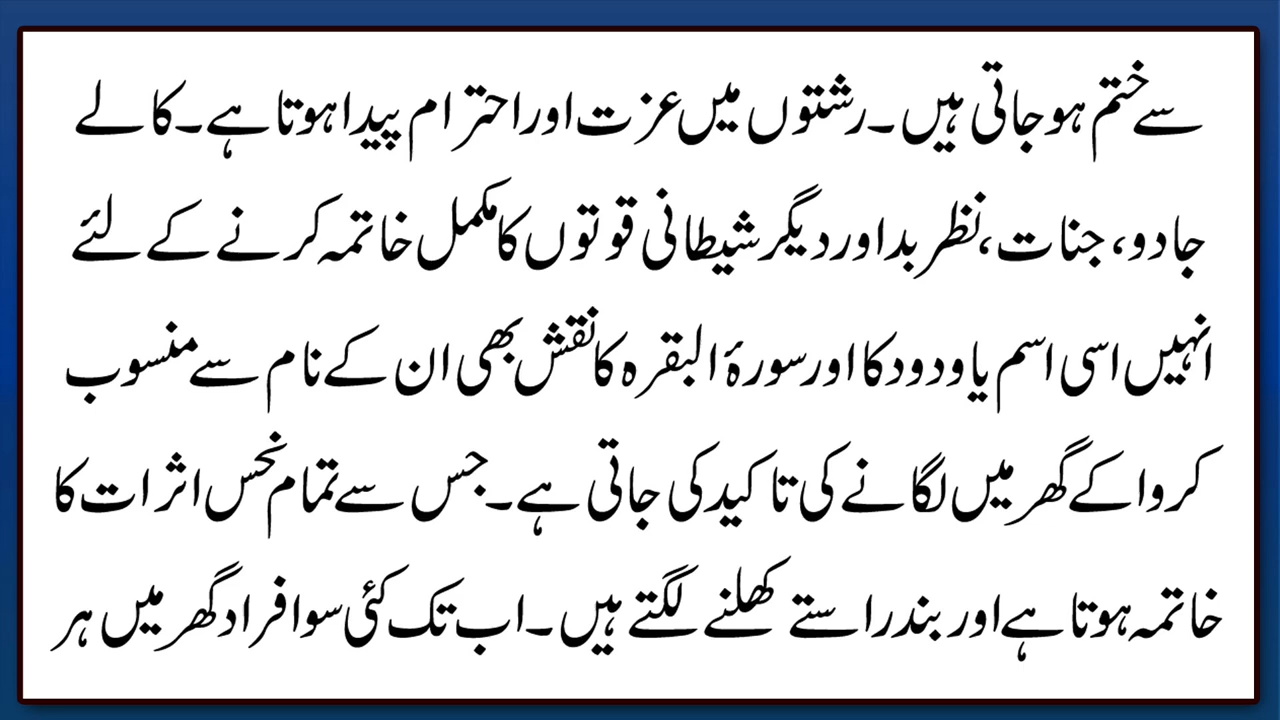 سے ختم ہو جاتی ہیں۔ رشتوں میں عزت اور احترام پیدا ہوتا ہے۔ کالے
جادو، جنات، نظر بد اور دیگر شیطانی قوتوں کا مکمل خاتمہ کرنے کے لئے
انہیں اسی اسم یا ودود کا اور سورۂ البقرہ کا نقش بھی ان کے نام سے منسوب
کروا کے گھر میں لگانے کی تاکید کی جاتی ہے۔ جس سے تمام نحس اثرات کا
خاتمہ ہوتا ہے اور بند راستے کھلنے لگتے ہیں۔ اب تک کئی سو افراد گھر میں ہر